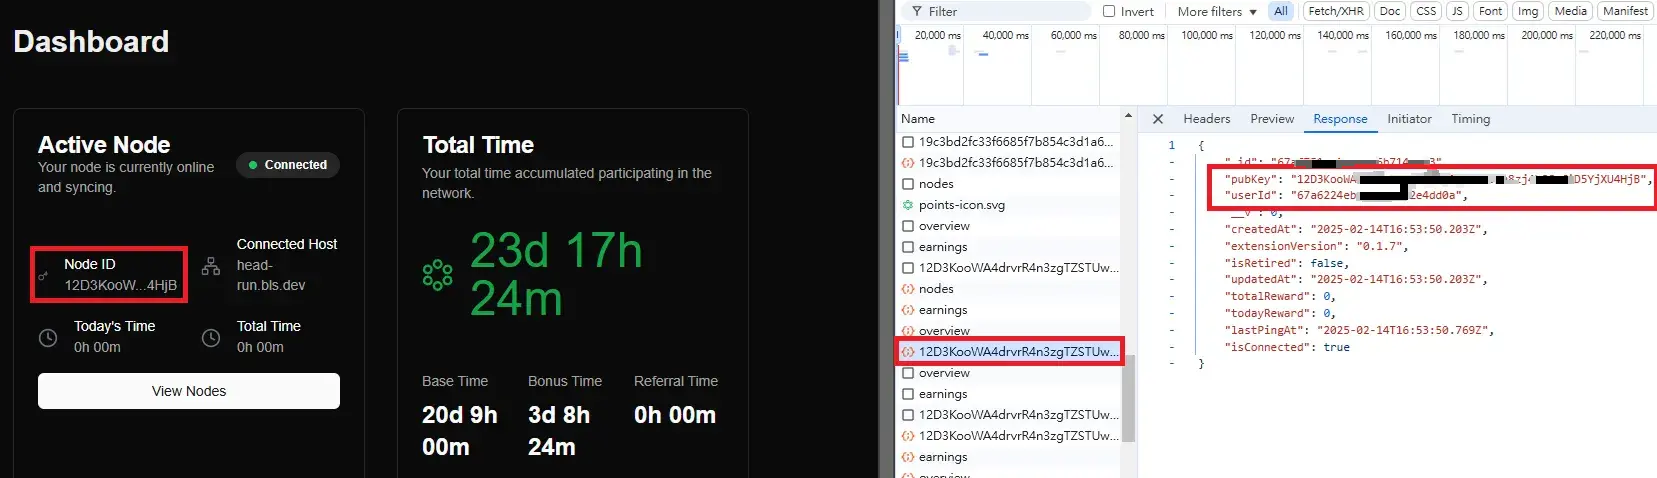 Dashboard
Active Node
Your node is currently online
and syncing.
Connected
Node ID
12D3KooW...4HjB
Connected Host
head-
run.bls.dev
Today's Time
0h 00m
Total Time
0h 00m
View Nodes
Total Time
Your total time accumulated participating in the
network.
23d 17h
24m
Base Time
20d 9h
00m
Bonus Time
3d 8h
24m
Referral Time
0h 00m
Filter
Invert
More filters
All
Fetch/XHR
Doc
CSS
JS
Font
Img
Media
Manifest
20,000 ms
40,000 ms
60,000 ms
80,000 ms
100,000 ms
120,000 ms
140,000 ms
160,000 ms
180,000 ms
200,000 ms
220,000 ms
Name
19c3bd2fc33f6685f7b854c3d1a6...
19c3bd2fc33f6685f7b854c3d1a6...
nodes
points-icon.svg
overview
earnings
12D3KooWA4drvrR4n3zgTZSTUw...
nodes
earnings
overview
12D3KooWA4drvrR4n3zgTZSTUw...
overview
earnings
12D3KooWA4drvrR4n3zgTZSTUw...
12D3KooWA4drvrR4n3zgTZSTUw...
earnings
overview
Headers
Preview
Response
Initiator
Timing
1
{
"_id":
"pubKey": "12D3KooWA D5YjXU4HjB",
"userId": "67a6224eb 2e4dd0a",
"__v": 0,
"createdAt": "2025-02-14T16:53:50.203Z",
"extensionVersion": "0.1.7",
"isRetired": false,
"updatedAt": "2025-02-14T16:53:50.203Z",
"totalReward": 0,
"todayReward": 0,
"lastPingAt": "2025-02-14T16:53:50.769Z",
"isConnected": true
}